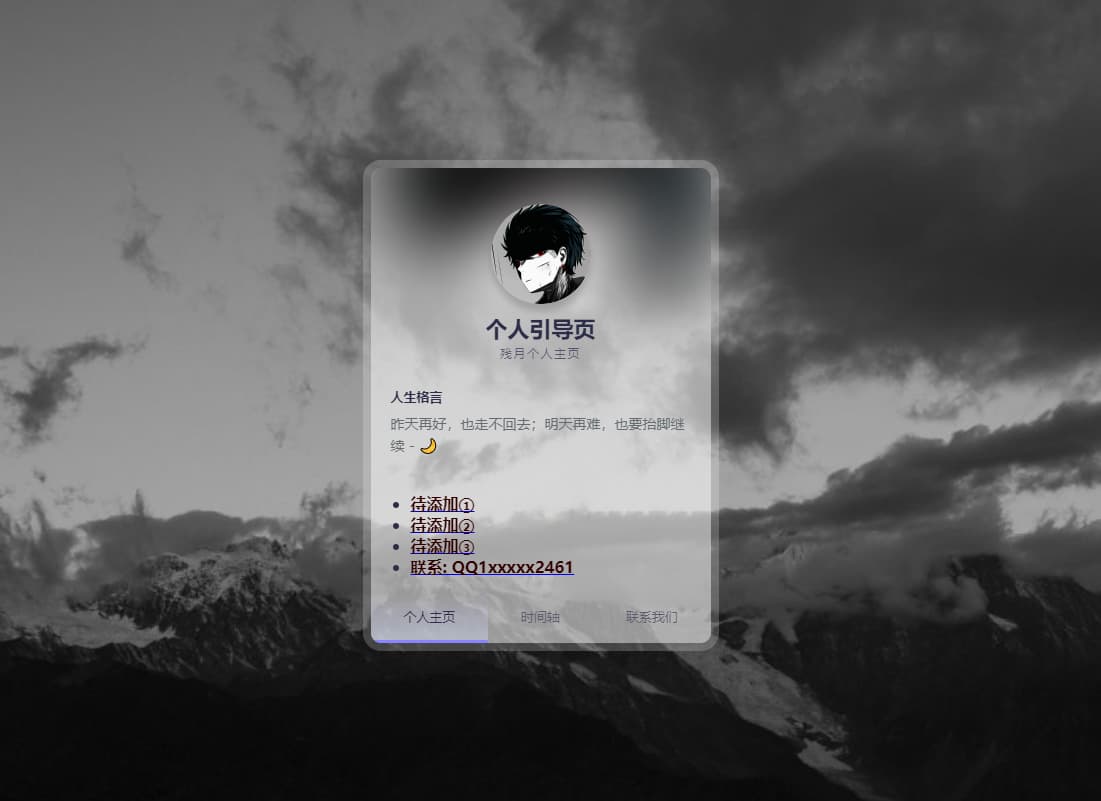 个人引导页
残月个人主页
人生格言
昨天再好，也走不回去；明天再难，也要抬脚继
续 - 🌙
待添加①
待添加②
待添加③
联系: QQ1xxxxx2461
个人主页 时间轴 联系我们